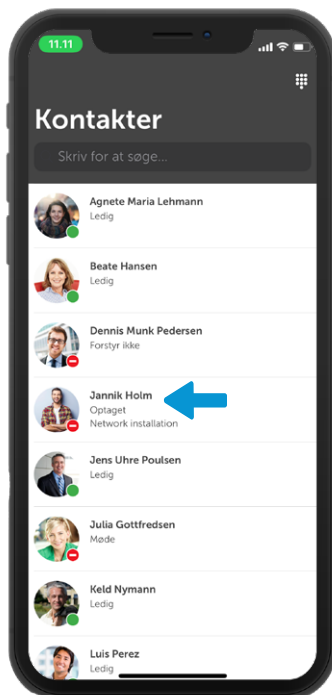 11.11
Kontakter
Skriv for at søge...
Agnete Maria Lehmann
Ledig
Beate Hansen
Ledig
Dennis Munk Pedersen
Forstyr ikke
Jannik Holm
Optaget
Network installation
Jens Uhre Poulsen
Ledig
Julia Gottfredsen
Møde
Keld Nymann
Ledig
Luis Perez
Ledig